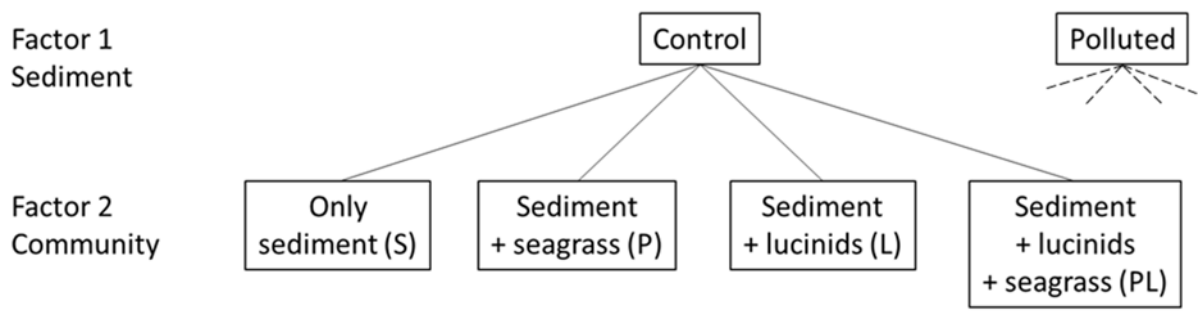 Factor 1
Sediment
Control
Polluted
Factor 2
Community
Only
sediment (S)
Sediment
+ seagrass (P)
Sediment
+ lucinids (L)
Sediment
+ lucinids
+ seagrass (PL)